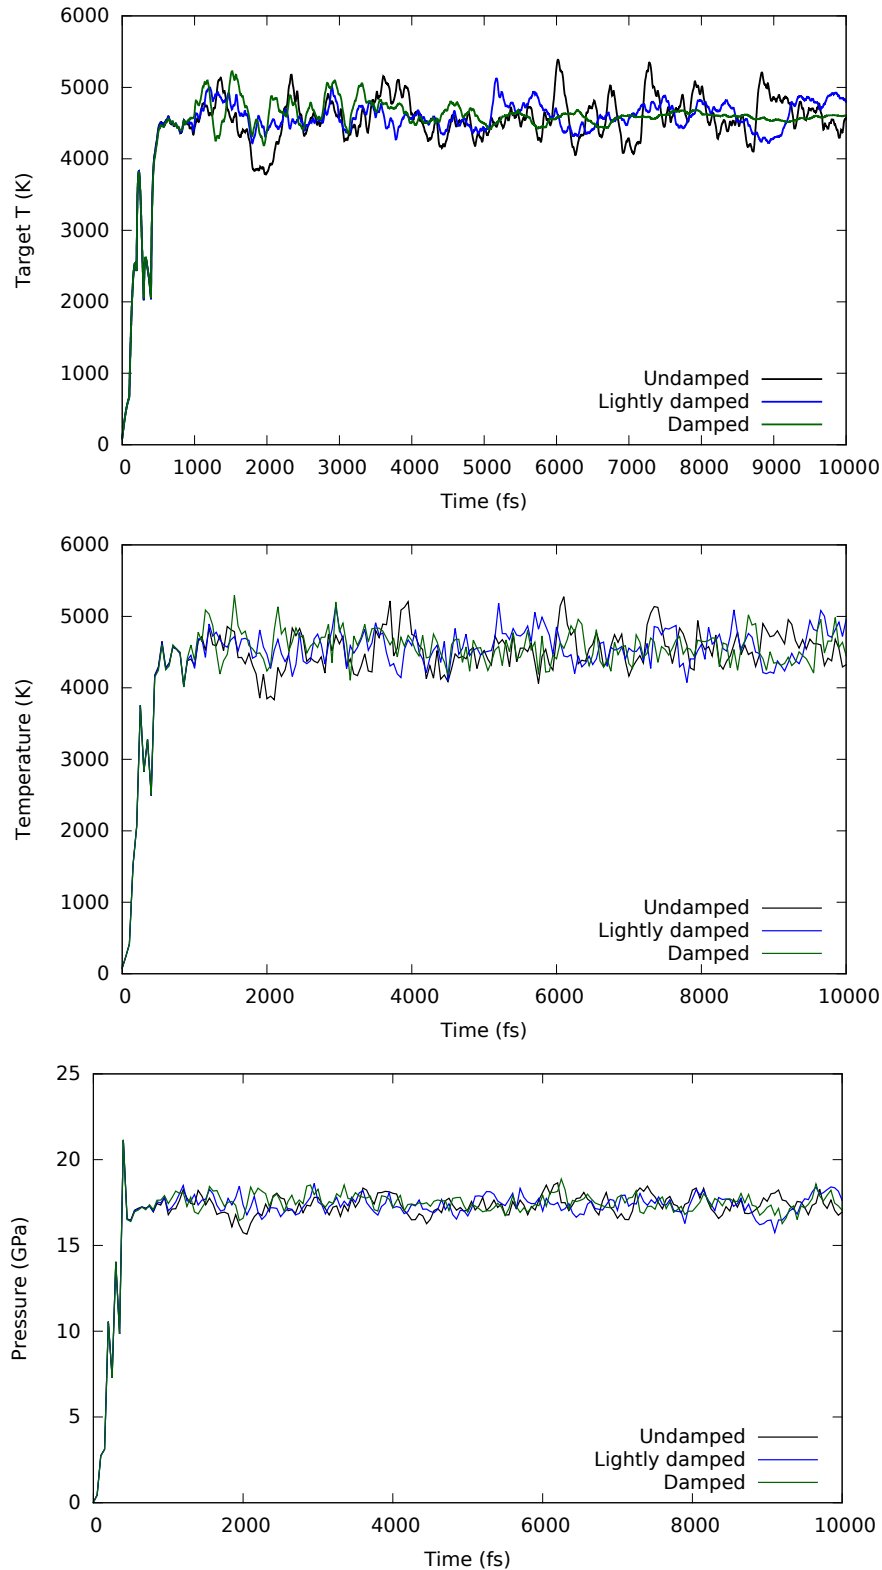 6000
5000
4000
3000
2000
1000
0
Target T (K)
Undamped
Lightly damped
Damped
0 1000 2000 3000 4000 5000 6000 7000 8000 9000 10000
Time (fs)
6000
5000
4000
3000
2000
1000
0
Temperature (K)
Undamped
Lightly damped
Damped
0 2000 4000 6000 8000 10000
Time (fs)
25
20
15
10
5
0
Pressure (GPa)
Undamped
Lightly damped
Damped
0 2000 4000 6000 8000 10000
Time (fs)